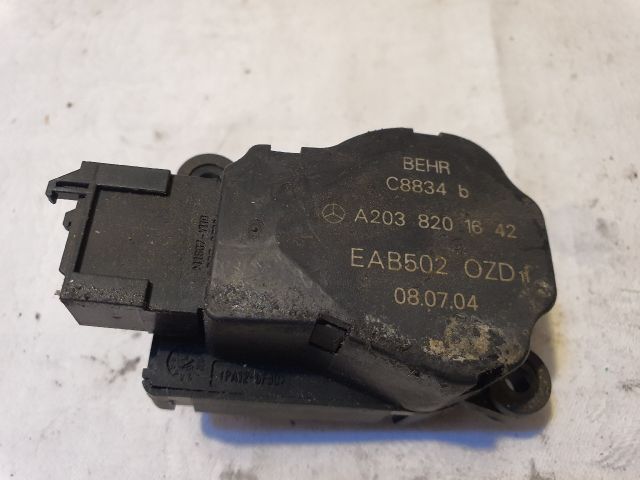 BEHR
C8834 b
A203 820 16 42
EAB502 OZD
08.07.04